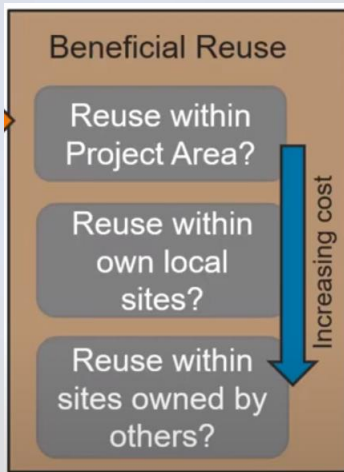 Beneficial Reuse
Reuse within
Project Area?
Reuse within
own local
sites?
Reuse within
sites owned by
others?
Increasing cost